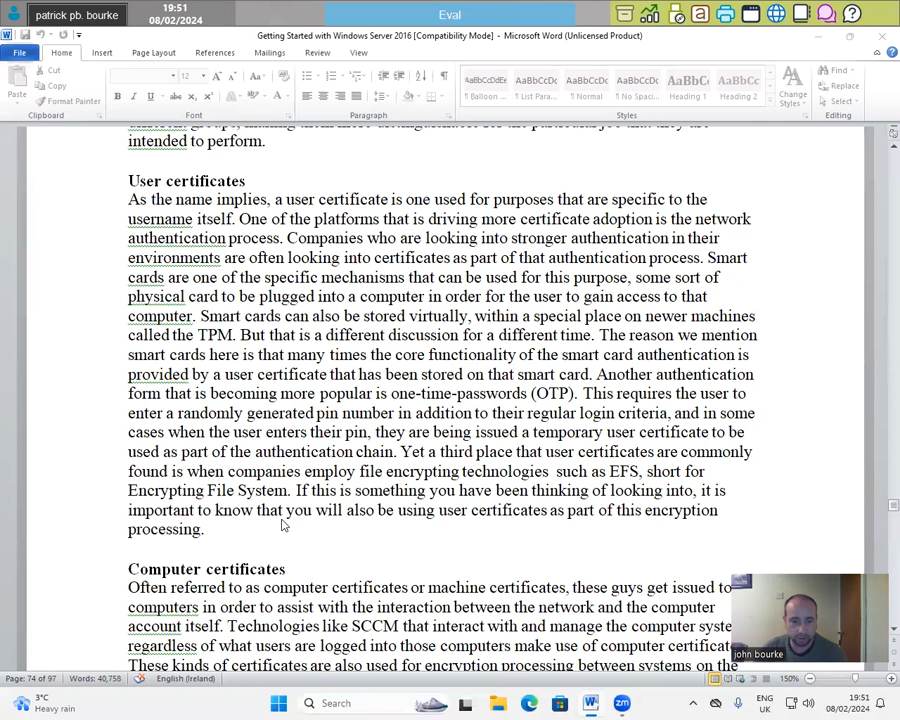 patrick pb. bourke
19:51
08/02/2024
Eval
Getting Started with Windows Server 2016 [Compatibility Mode] - Microsoft Word (Unlicensed Product)
File Home Insert Page Layout References Mailings Review View
Paste
Cut
Copy
Format Painter
Clipboard
12
Font
Paragraph
AaBbCcDdEe AaBbCcDc AaBbCcDc AaBbCcDc AaBbC AaBbCc
¶ Balloon ... ¶ List Para... ¶ Normal ¶ No Spaci... Heading 1 Heading 2
Change Styles
Styles
Find
Replace
Select
Editing
intended to perform.
User certificates
As the name implies, a user certificate is one used for purposes that are specific to the
username itself. One of the platforms that is driving more certificate adoption is the network
authentication process. Companies who are looking into stronger authentication in their
environments are often looking into certificates as part of that authentication process. Smart
cards are one of the specific mechanisms that can be used for this purpose, some sort of
physical card to be plugged into a computer in order for the user to gain access to that
computer. Smart cards can also be stored virtually, within a special place on newer machines
called the TPM. But that is a different discussion for a different time. The reason we mention
smart cards here is that many times the core functionality of the smart card authentication is
provided by a user certificate that has been stored on that smart card. Another authentication
form that is becoming more popular is one-time-passwords (OTP). This requires the user to
enter a randomly generated pin number in addition to their regular login criteria, and in some
cases when the user enters their pin, they are being issued a temporary user certificate to be
used as part of the authentication chain. Yet a third place that user certificates are commonly
found is when companies employ file encrypting technologies such as EFS, short for
Encrypting File System. If this is something you have been thinking of looking into, it is
important to know that you will also be using user certificates as part of this encryption
processing.
Computer certificates
Often referred to as computer certificates or machine certificates, these guys get issued to
computers in order to assist with the interaction between the network and the computer
account itself. Technologies like SCCM that interact with and manage the computer syste
regardless of what users are logged into those computers make use of computer certificat
These kinds of certificates are also used for encryption processing between systems on the
john bourke
Page: 74 of 97 Words: 40,758 English (Ireland) 150%
3°C
Heavy rain
Search
ENG
UK
19:51
08/02/2024